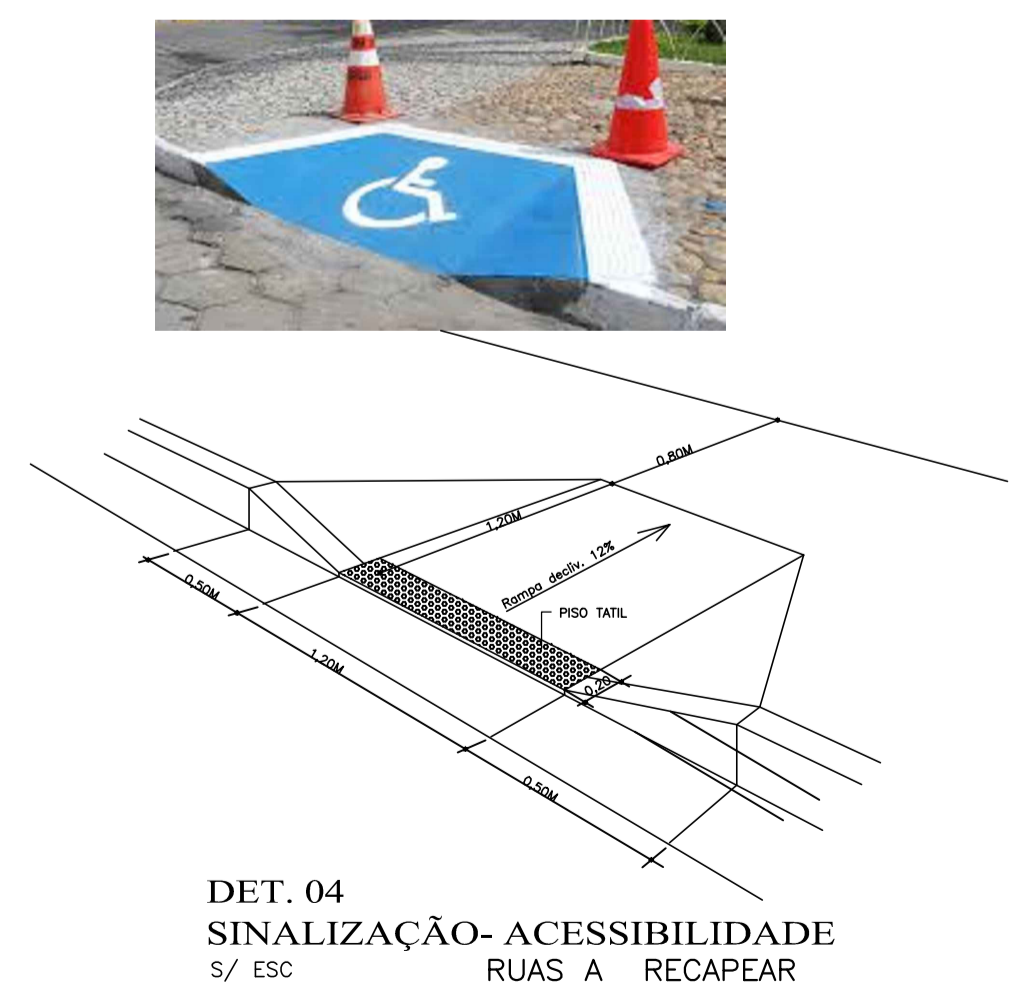 0,80M
1,20M
Rampa decliv. 12%
PISO TATIL
0,50M
0,20
1,20M
0,50M
DET. 04
SINALIZAÇÃO- ACESSIBILIDADE
S/ ESC RUAS A RECAPEAR